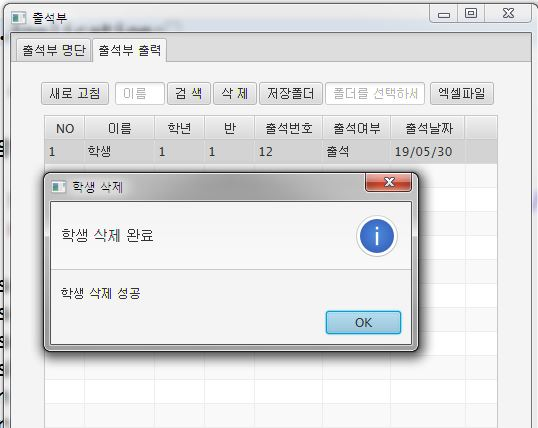 출석부
출석부 명단 출석부 출력
새로 고침 이름 검 색 삭 제 저장폴더 폴더를 선택하세 엑셀파일
NO 이름 학년 반 출석번호 출석여부 출석날짜
1 학생 1 1 12 출석 19/05/30
학생 삭제
학생 삭제 완료
학생 삭제 성공
OK